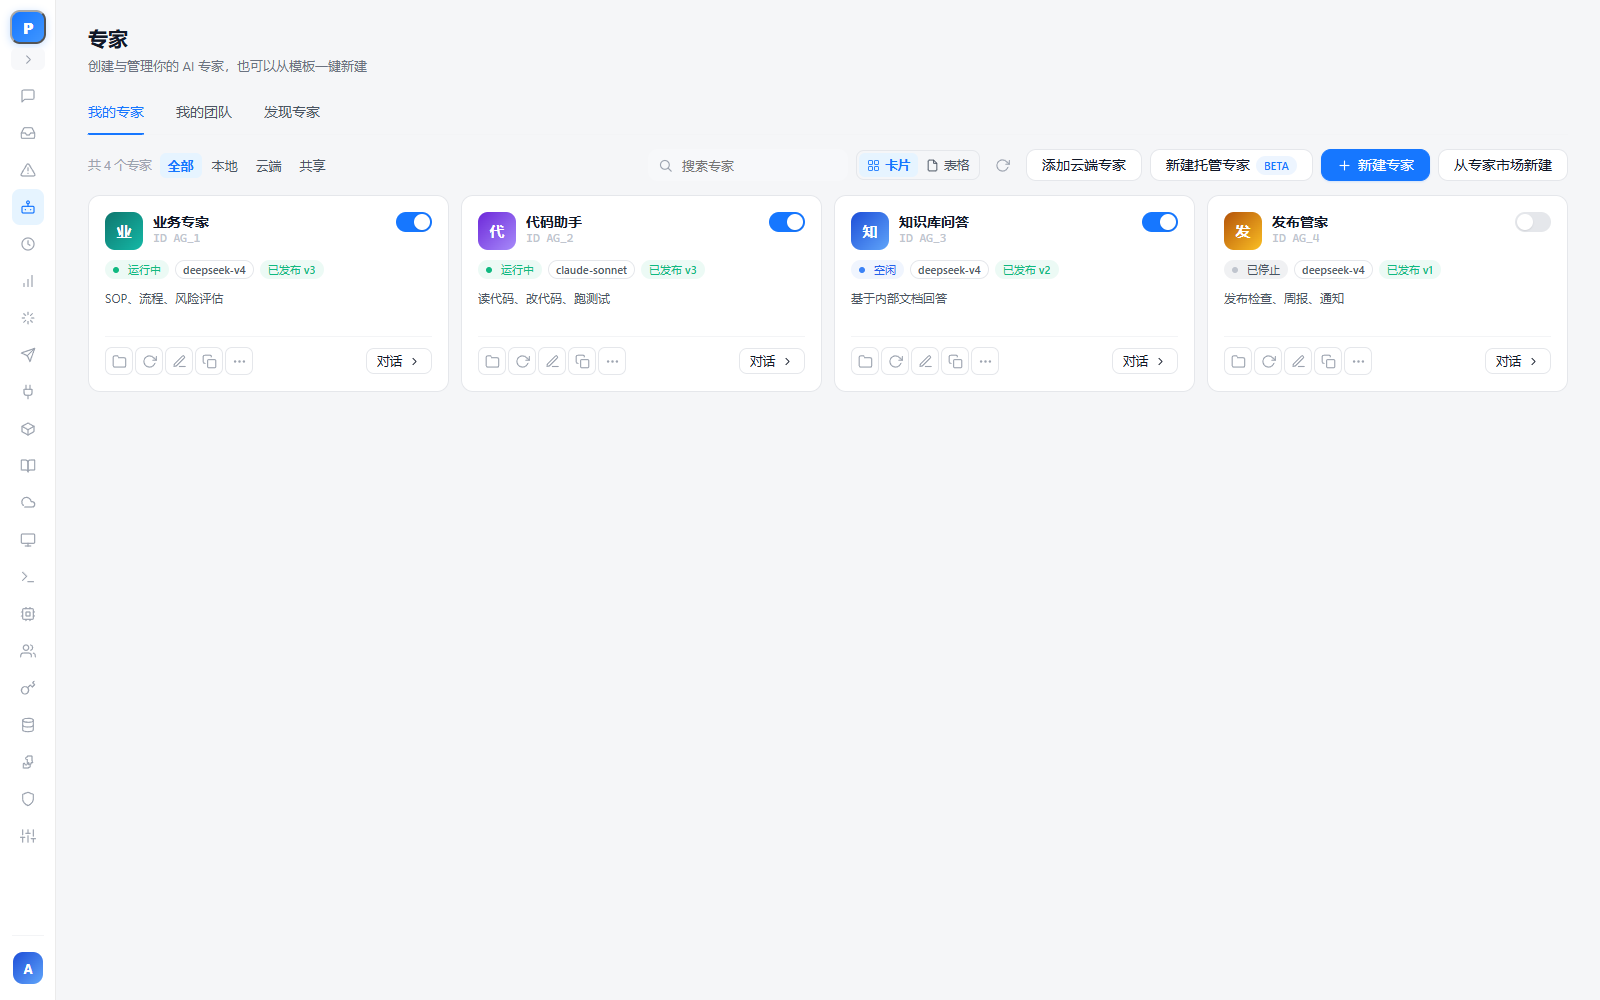 P
专家
创建与管理你的 AI 专家，也可以从模板一键新建
我的专家 我的团队 发现专家
共 4 个专家 全部 本地 云端 共享 搜索专家 卡片 表格 添加云端专家 新建托管专家 BETA 新建专家 从专家市场新建
业 业务专家
ID AG_1
运行中 deepseek-v4 已发布 v3
SOP、流程、风险评估
对话
代 代码助手
ID AG_2
运行中 claude-sonnet 已发布 v3
读代码、改代码、跑测试
对话
知 知识库问答
ID AG_3
空闲 deepseek-v4 已发布 v2
基于内部文档回答
对话
发 发布管家
ID AG_4
已停止 deepseek-v4 已发布 v1
发布检查、周报、通知
对话
A